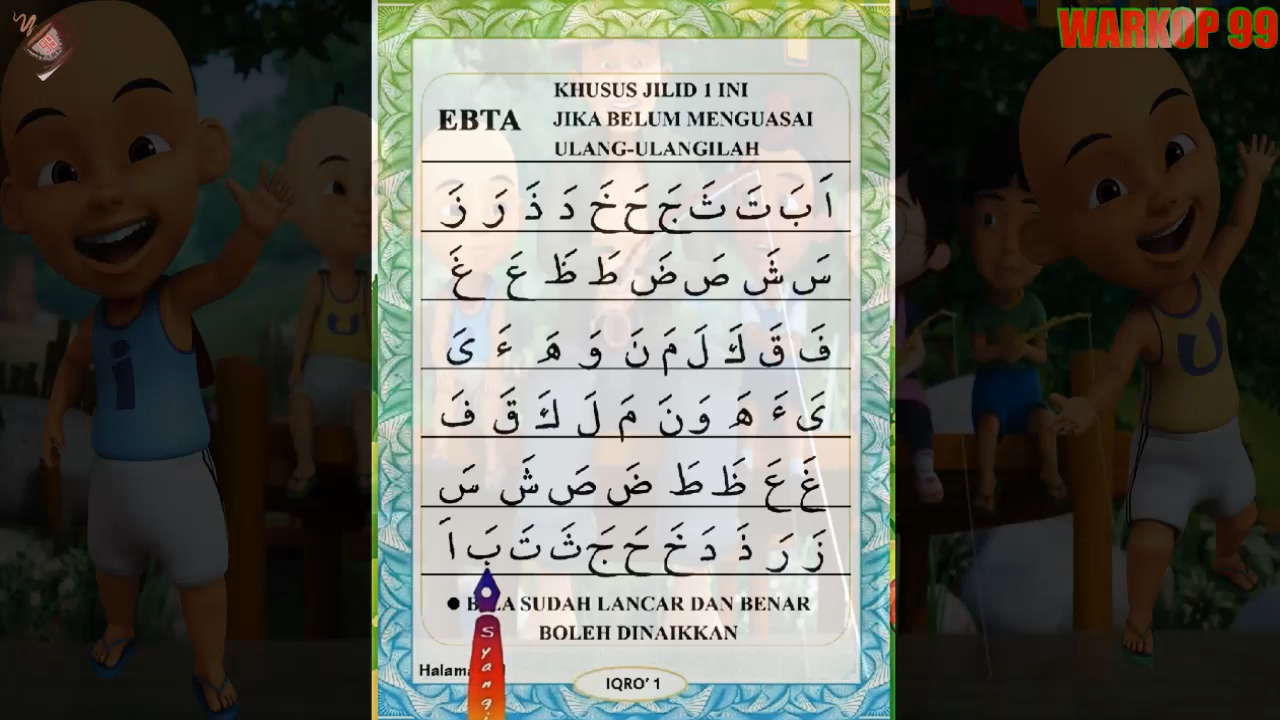 WARKOP 99
EBTA
KHUSUS JILID 1 INI
JIKA BELUM MENGUASAI
ULANG-ULANGILAH
اَ بَ تَ ثَ جَ حَ خَ دَ ذَ رَ زَ
سَ شَ صَ ضَ طَ ظَ عَ غَ
فَ قَ كَ لَ مَ نَ وَ هَ ءَ يَ
يَ ءَ هَ وَ نَ مَ لَ كَ قَ فَ
غَ عَ ظَ طَ ضَ صَ شَ سَ
زَ رَ ذَ دَ خَ حَ جَ ثَ تَ بَ اَ
● SUDAH LANCAR DAN BENAR
BOLEH DINAIKKAN
IQRO' 1
Syangi
i
U
U